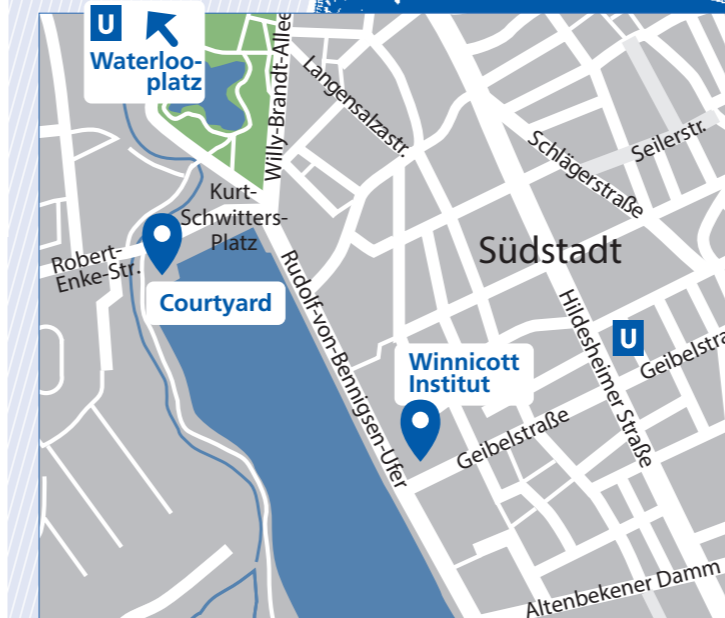 U
Waterloo-
platz
Willy-Brandt-Allee
Langensalzastr.
Schlägerstraße
Seilerstr.
Kurt-
Schwitters-
Platz
Robert-
Enke-Str.
Südstadt
Courtyard
Rudolf-von-Bennigsen-Ufer
Hildesheimer Straße
U
Geibelstra
Winnicott
Institut
Geibelstraße
Altenbekener Damm